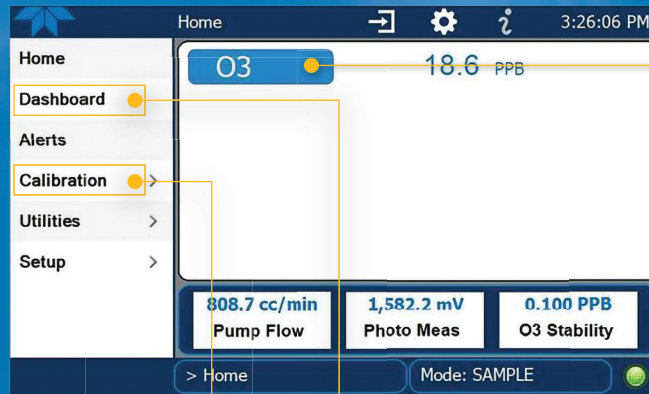 Home
3:26:06 PM
Home
Dashboard
Alerts
Calibration >
Utilities >
Setup >
O3 18.6 PPB
808.7 cc/min
Pump Flow
1,582.2 mV
Photo Meas
0.100 PPB
O3 Stability
> Home
Mode: SAMPLE